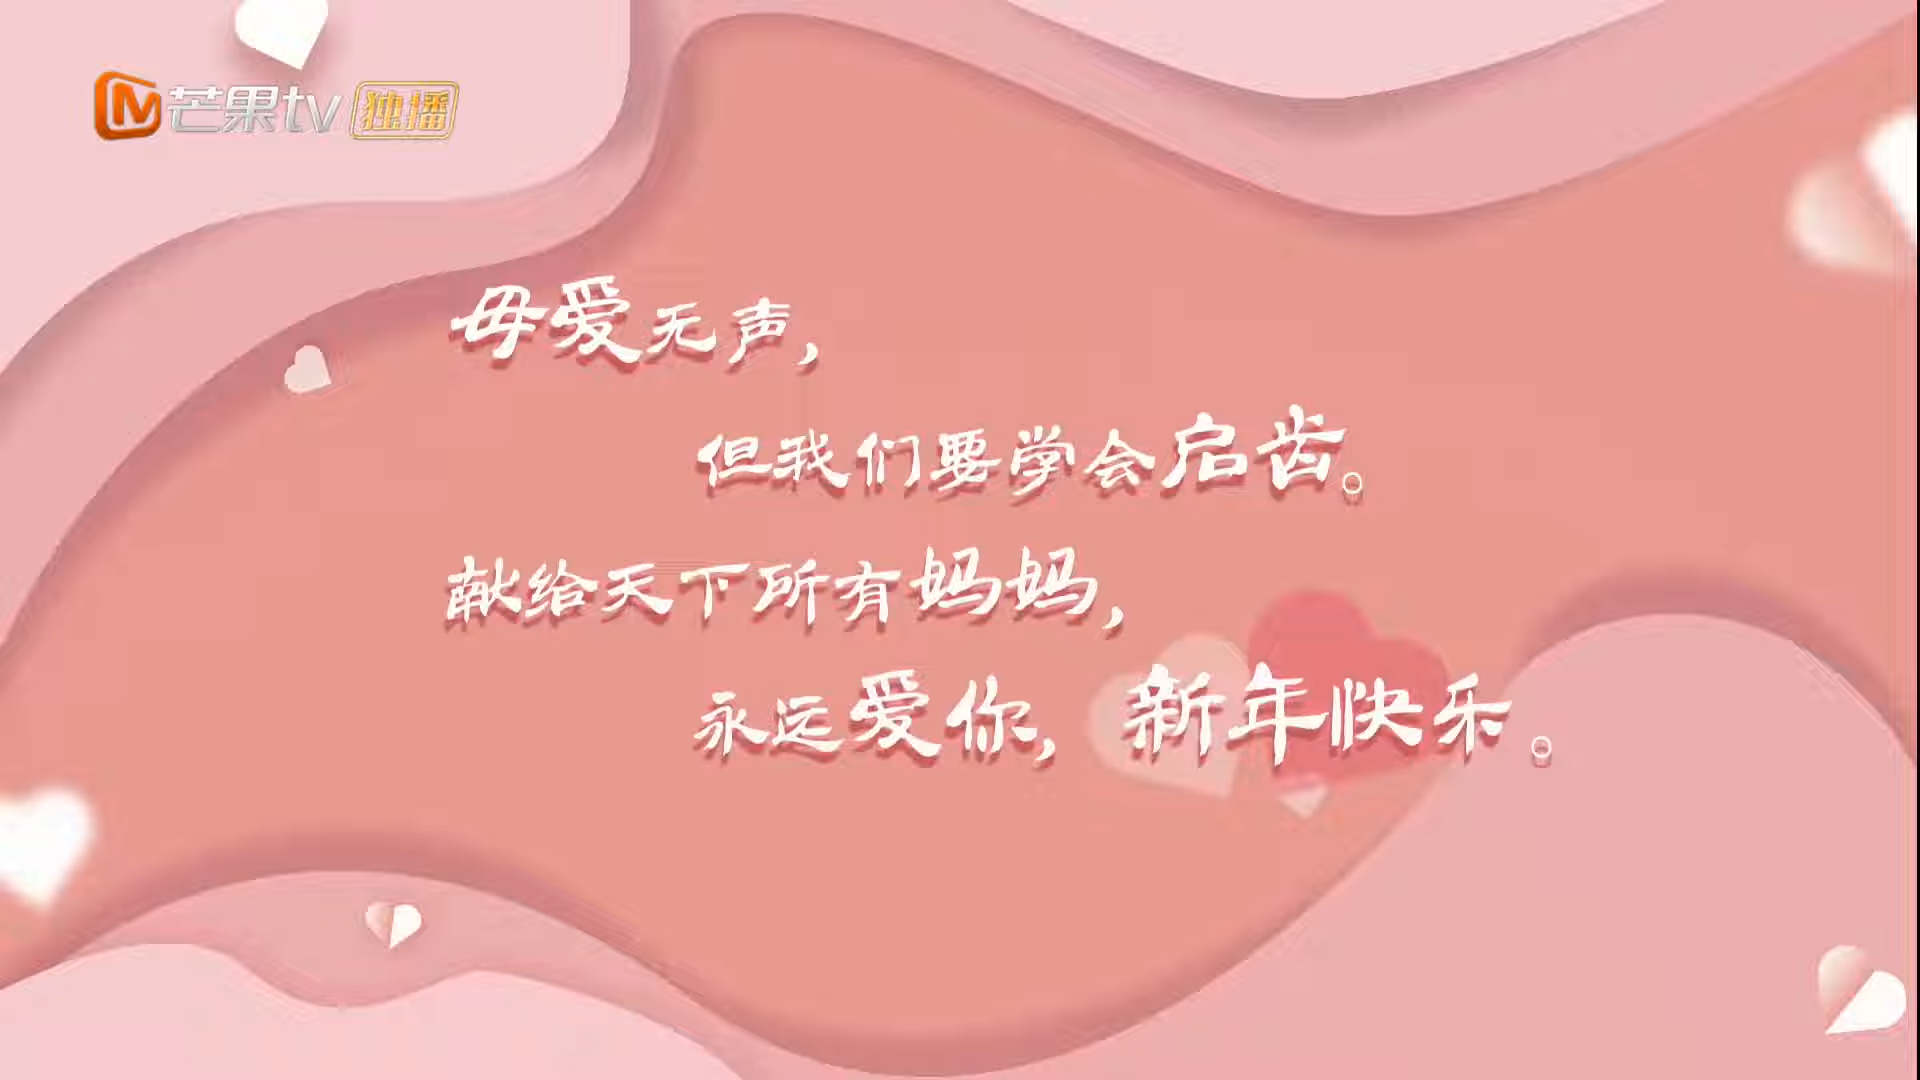 芒果tv 独播
母爱无声，
但我们要学会启齿。
献给天下所有妈妈，
永远爱你，新年快乐。